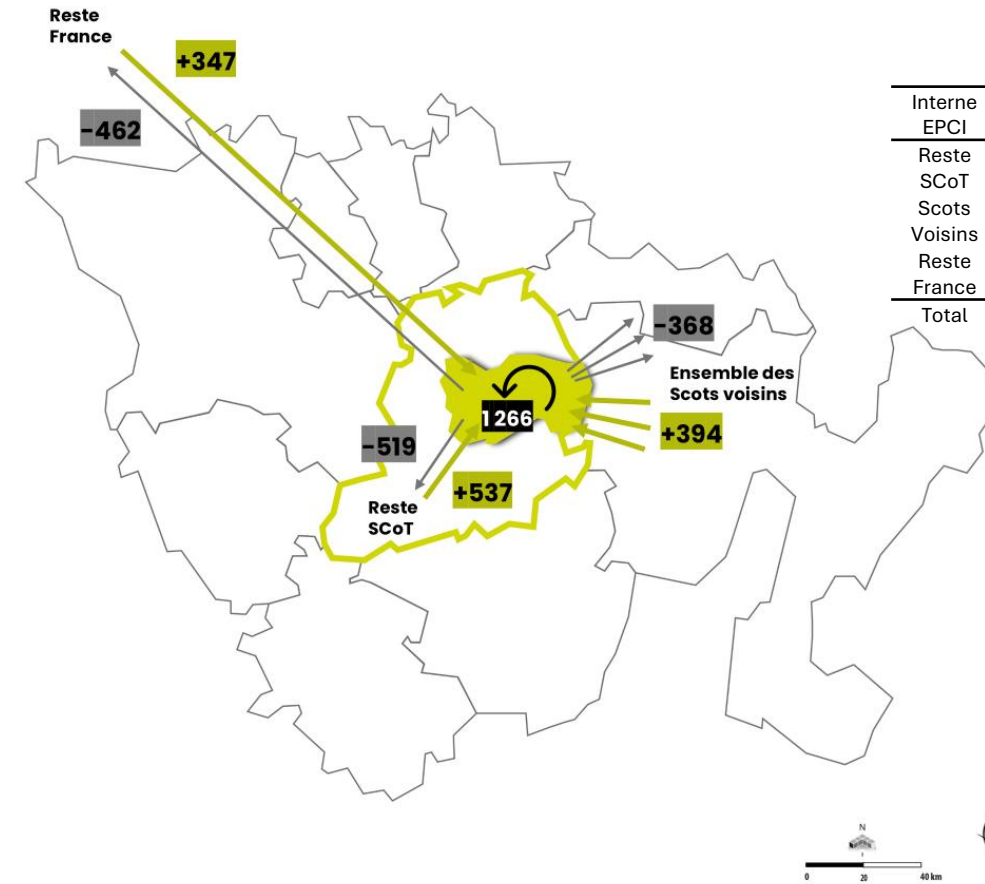 Reste
France
+347
-462
Interne
EPCI
Reste
SCoT
Scots
Voisins
Reste
France
Total
-368
Ensemble des
Scots voisins
+394
1 266
-519
+537
Reste
SCoT
N
0 20 40 km